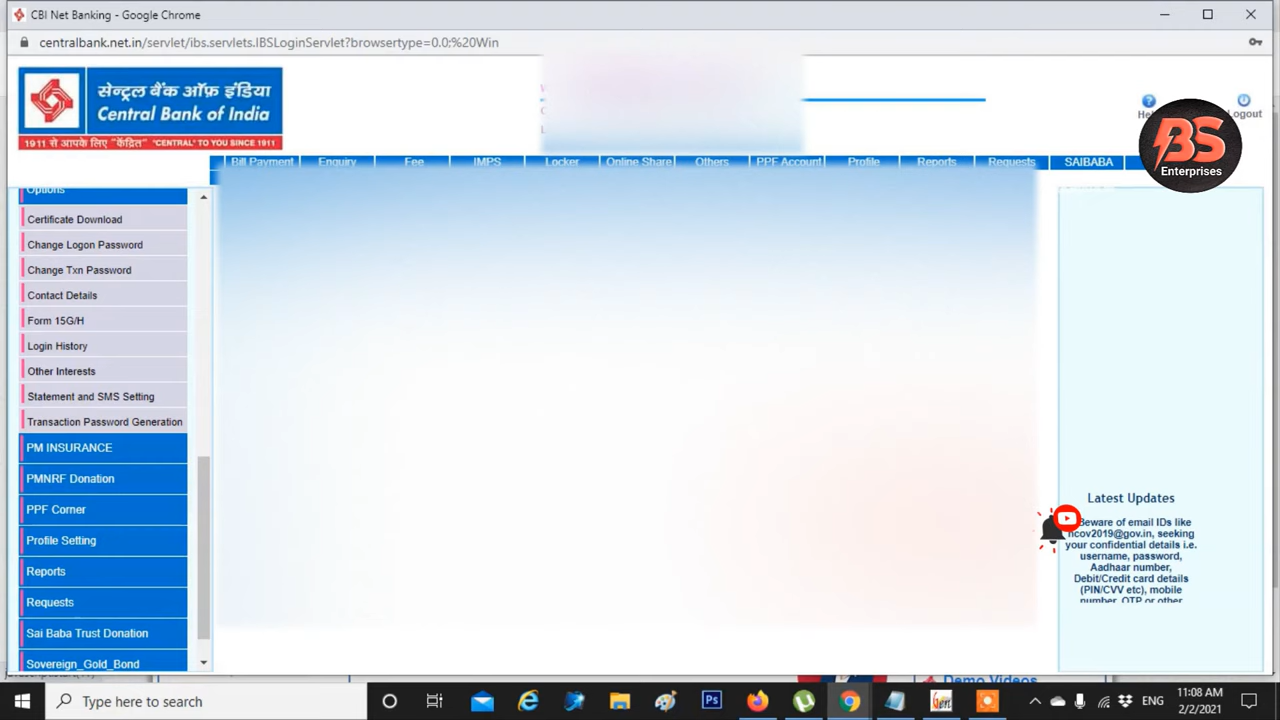 CBI Net Banking - Google Chrome
centralbank.net.in/servlet/ibs.servlets.IBSLoginServlet?browsertype=0.0;%20Win
सेन्ट्रल बैंक ऑफ़ इंडिया
Central Bank of India
1911 से आपके लिए "केंद्रित" "CENTRAL" TO YOU SINCE 1911
Logout
BS
Enterprises
Bill Payment Enquiry Fee IMPS Locker Online Share Others PPF Account Profile Reports Requests SAIBABA
Options
Certificate Download
Change Logon Password
Change Txn Password
Contact Details
Form 15G/H
Login History
Other Interests
Statement and SMS Setting
Transaction Password Generation
PM INSURANCE
PMNRF Donation
PPF Corner
Profile Setting
Reports
Requests
Sai Baba Trust Donation
Sovereign_Gold_Bond
Latest Updates
Beware of email IDs like
ncov2019@gov.in, seeking
your confidential details i.e.
username, password,
Aadhaar number,
Debit/Credit card details
(PIN/CVV etc), mobile
number, OTP or other
Demo Videos
Type here to search
Ps
ENG
11:08 AM
2/2/2021